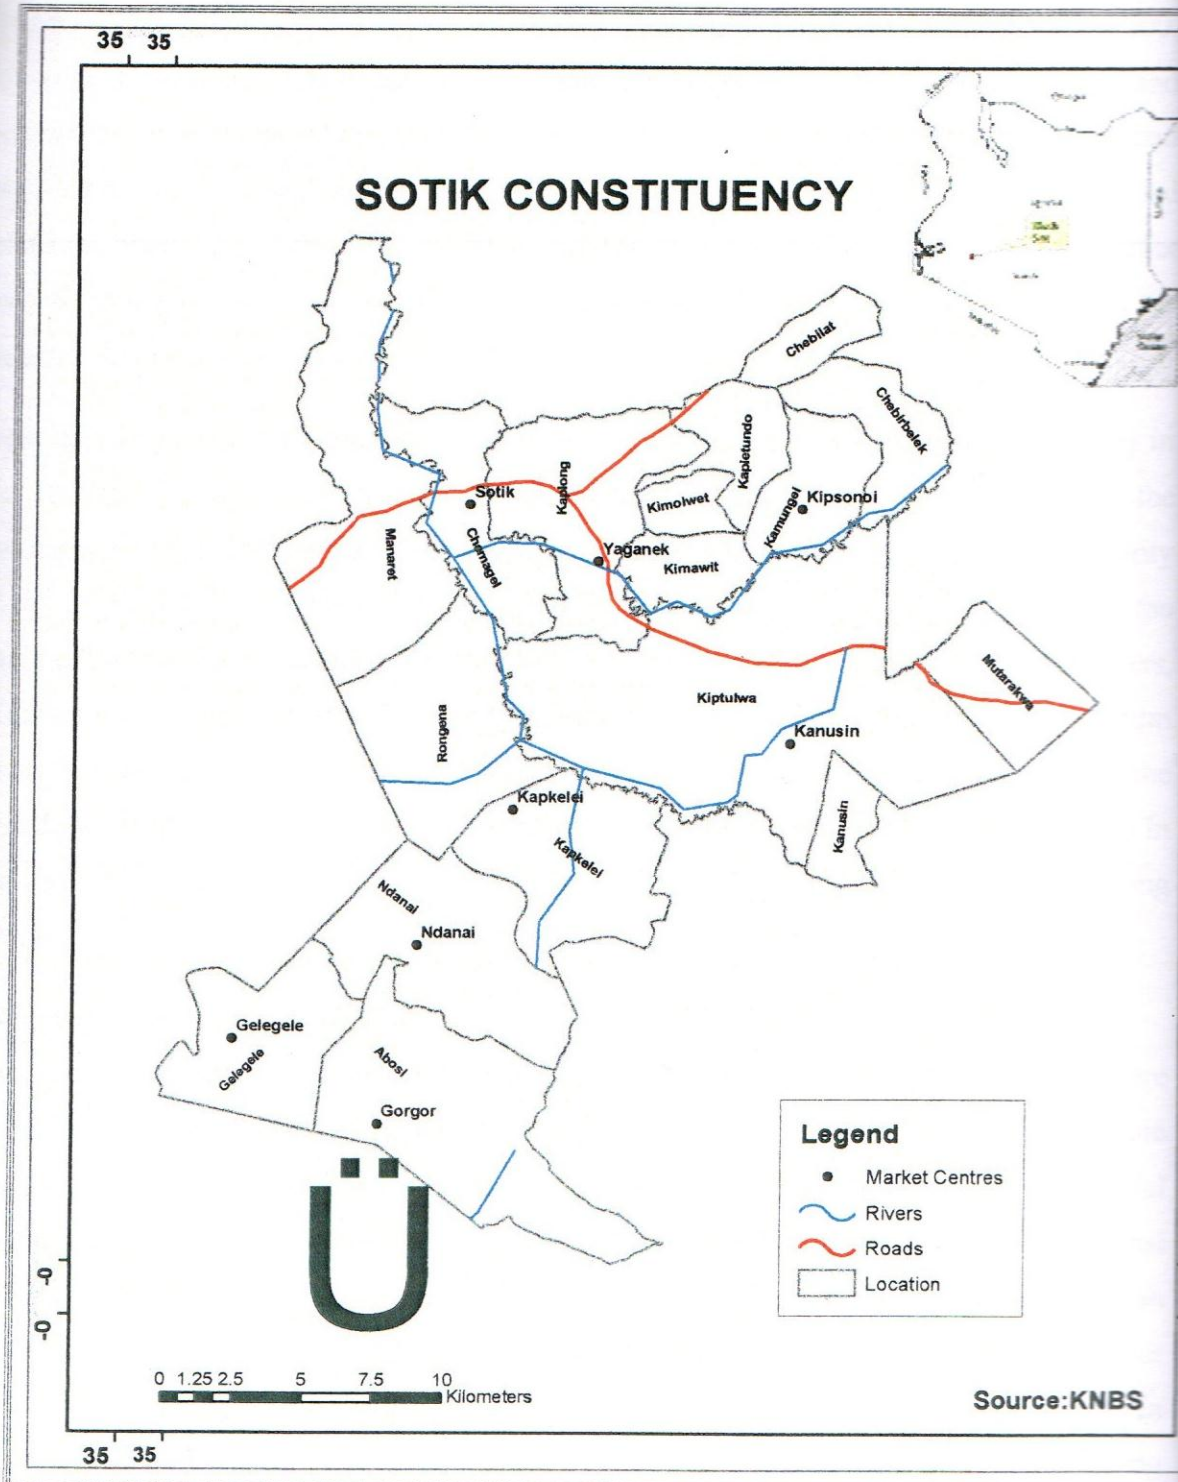 35 35
SOTIK CONSTITUENCY
Chebilat
Chebirbelek
Kapletundo
Kaplong
Kimolwet
Kamungei
Kipsonoi
Sotik
Manaret
Chemagel
Yaganek
Kimawit
Mutarakwa
Kiptulwa
Rongena
Kanusin
Kapkelei
Kanusin
Kapkelei
Ndanai
Ndanai
Gelegele
Gelegele
Abosi
Gorgor
Ü
Legend
Market Centres
Rivers
Roads
Location
-0
-0
0 1.25 2.5 5 7.5 10
Kilometers
Source:KNBS
35 35